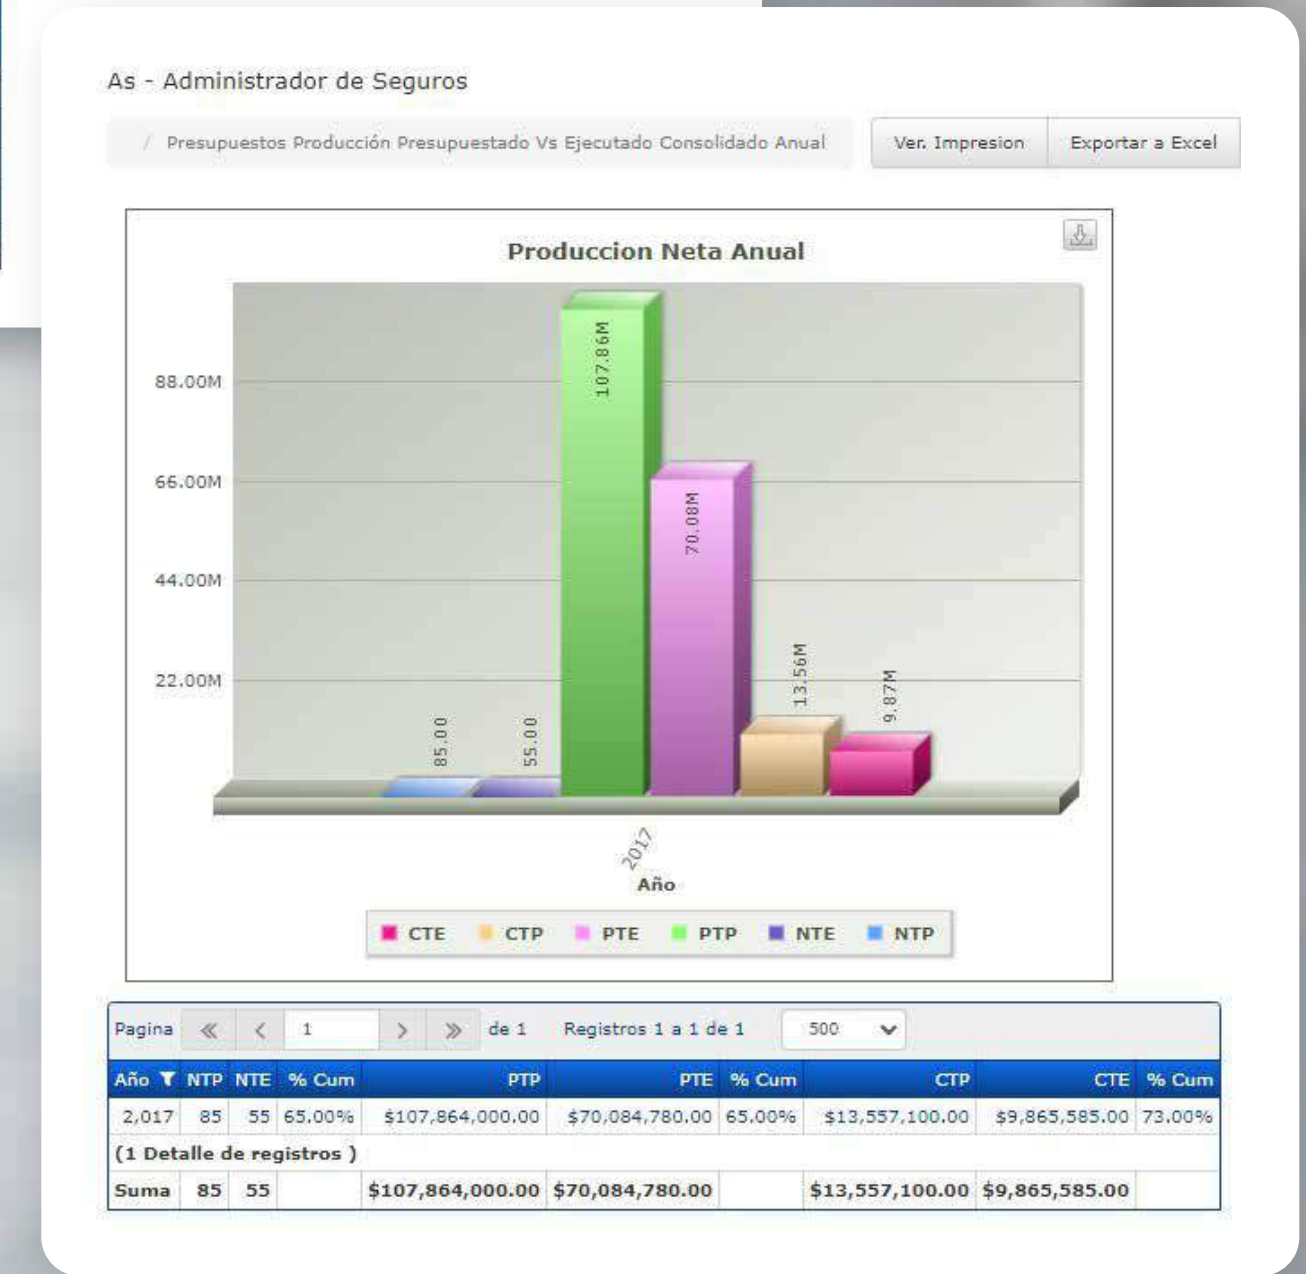 As - Administrador de Seguros
/ Presupuestos Producción Presupuestado Vs Ejecutado Consolidado Anual
Ver. Impresion
Exportar a Excel
Produccion Neta Anual
88.00M
66.00M
44.00M
22.00M
85.00
55.00
107.86M
70.08M
13.56M
9.87M
2017
Año
CTE CTP PTE PTP NTE NTP
Pagina 1 de 1 Registros 1 a 1 de 1 500
Año NTP NTE % Cum PTP PTE % Cum CTP CTE % Cum
2,017 85 55 65.00% $107,864,000.00 $70,084,780.00 65.00% $13,557,100.00 $9,865,585.00 73.00%
(1 Detalle de registros )
Suma 85 55 $107,864,000.00 $70,084,780.00 $13,557,100.00 $9,865,585.00